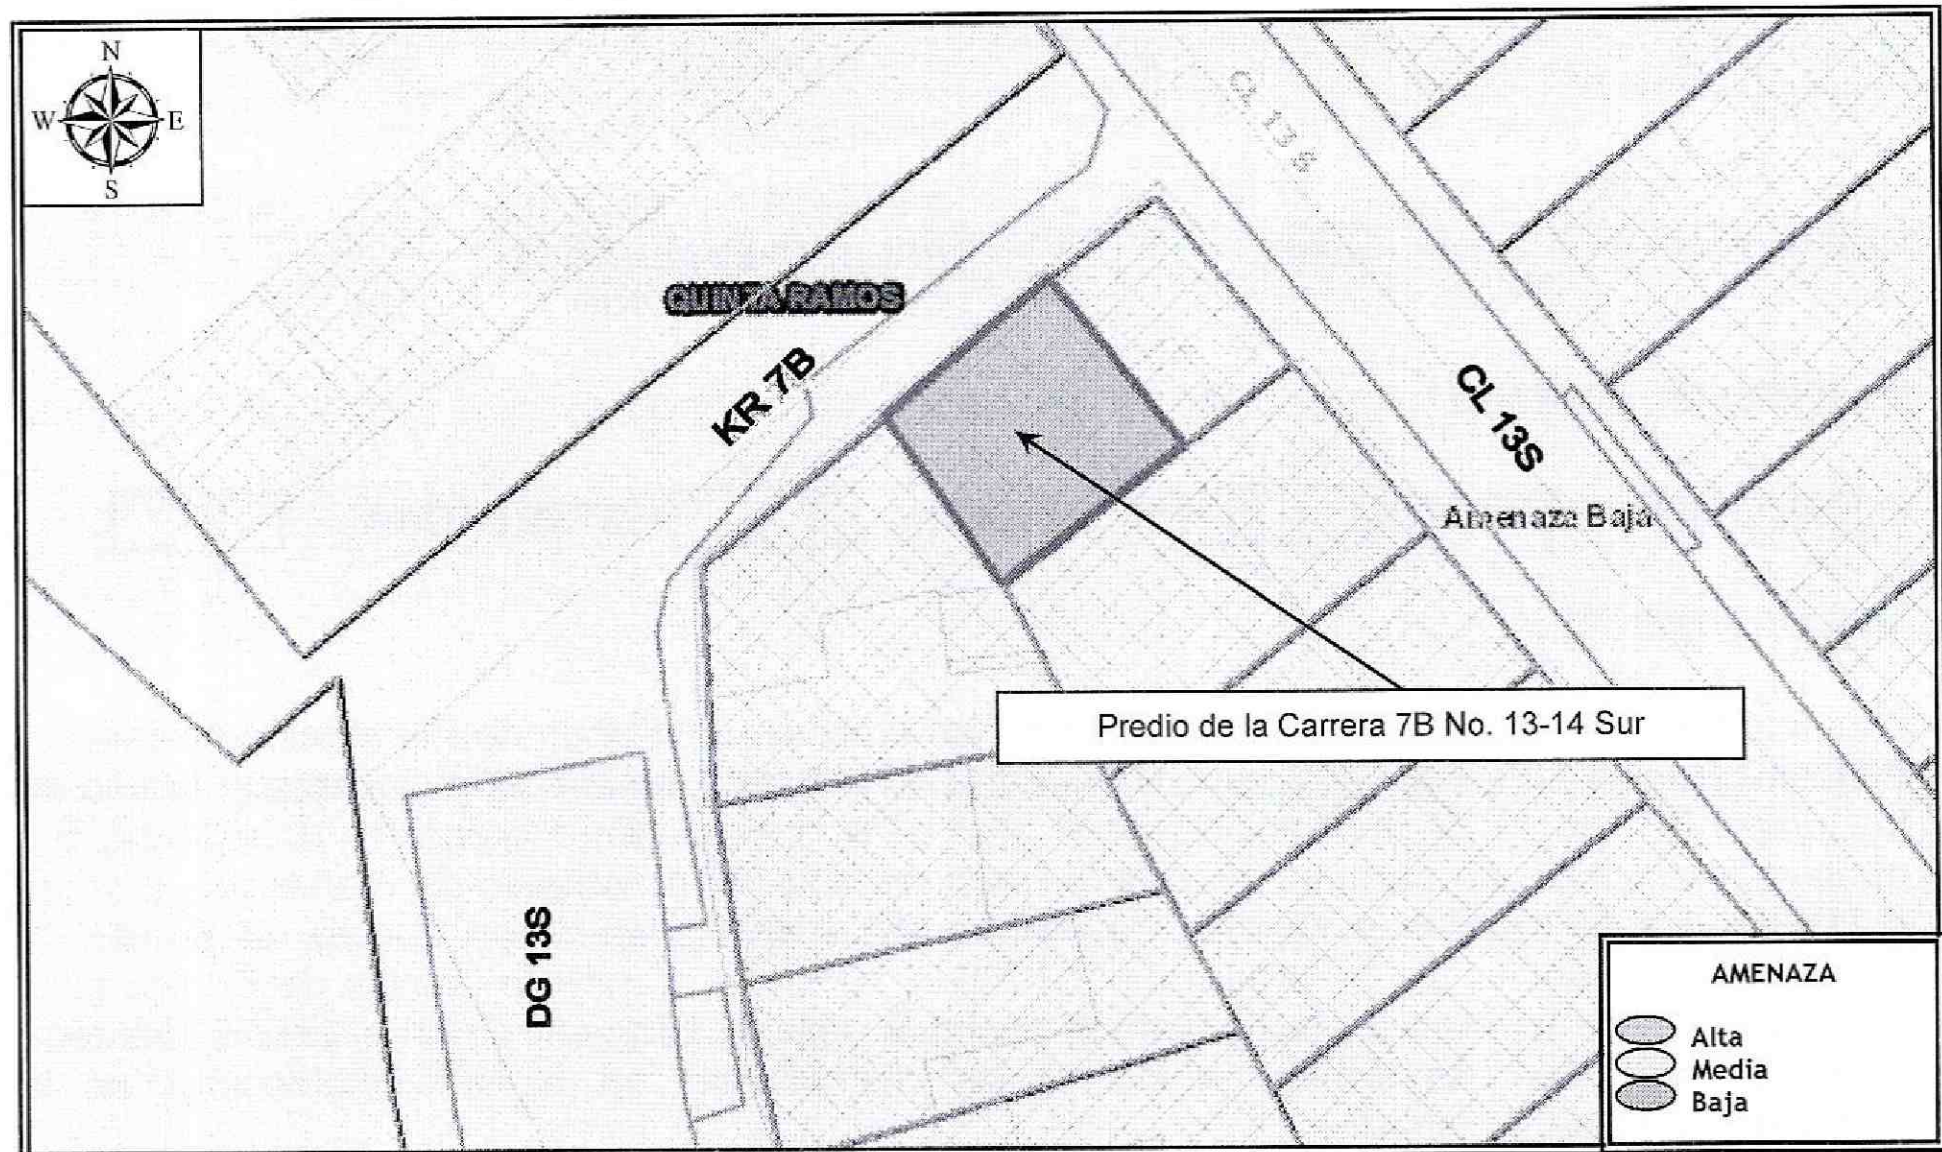 N
W E
S
CL 13 S
QUINTA RAMOS
KR 7B
CL 13S
Amenaza Baja
Predio de la Carrera 7B No. 13-14 Sur
DG 13S
AMENAZA
Alta
Media
Baja